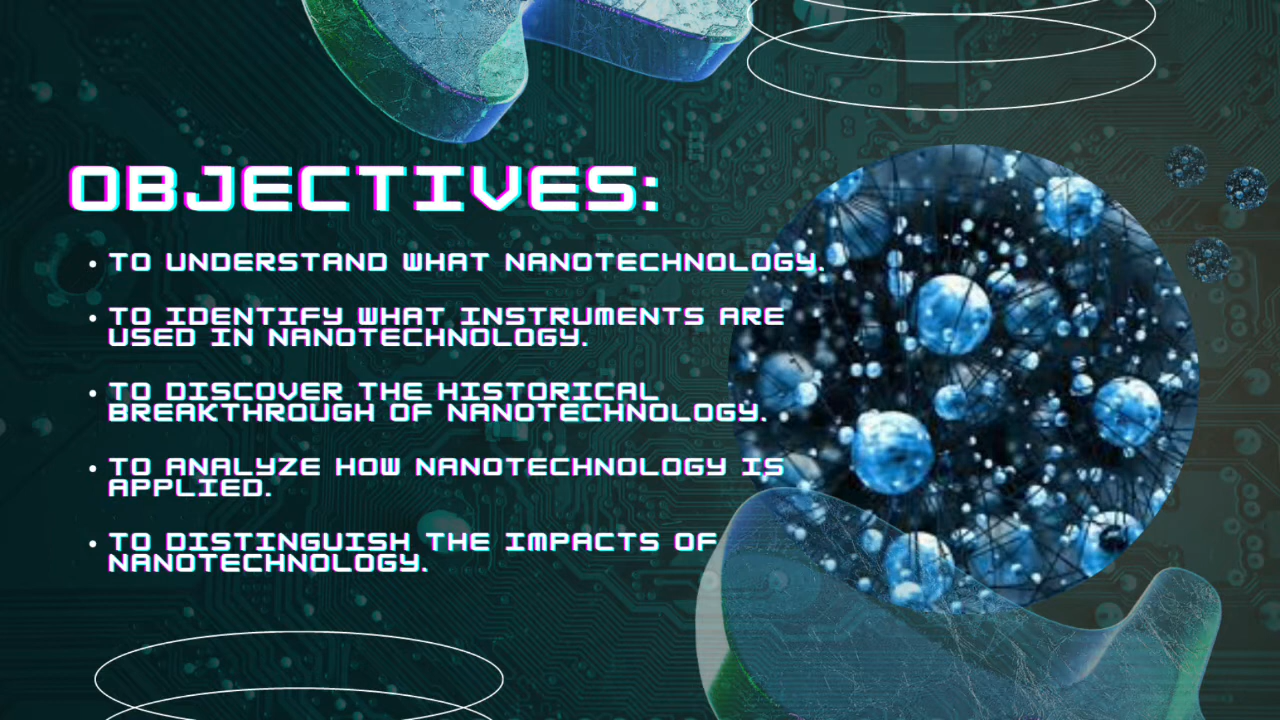 OBJECTIVES:
• TO UNDERSTAND WHAT NANOTECHNOLOGY.
• TO IDENTIFY WHAT INSTRUMENTS ARE
USED IN NANOTECHNOLOGY.
• TO DISCOVER THE HISTORICAL
BREAKTHROUGH OF NANOTECHNOLOGY.
• TO ANALYZE HOW NANOTECHNOLOGY IS
APPLIED.
• TO DISTINGUISH THE IMPACTS OF
NANOTECHNOLOGY.